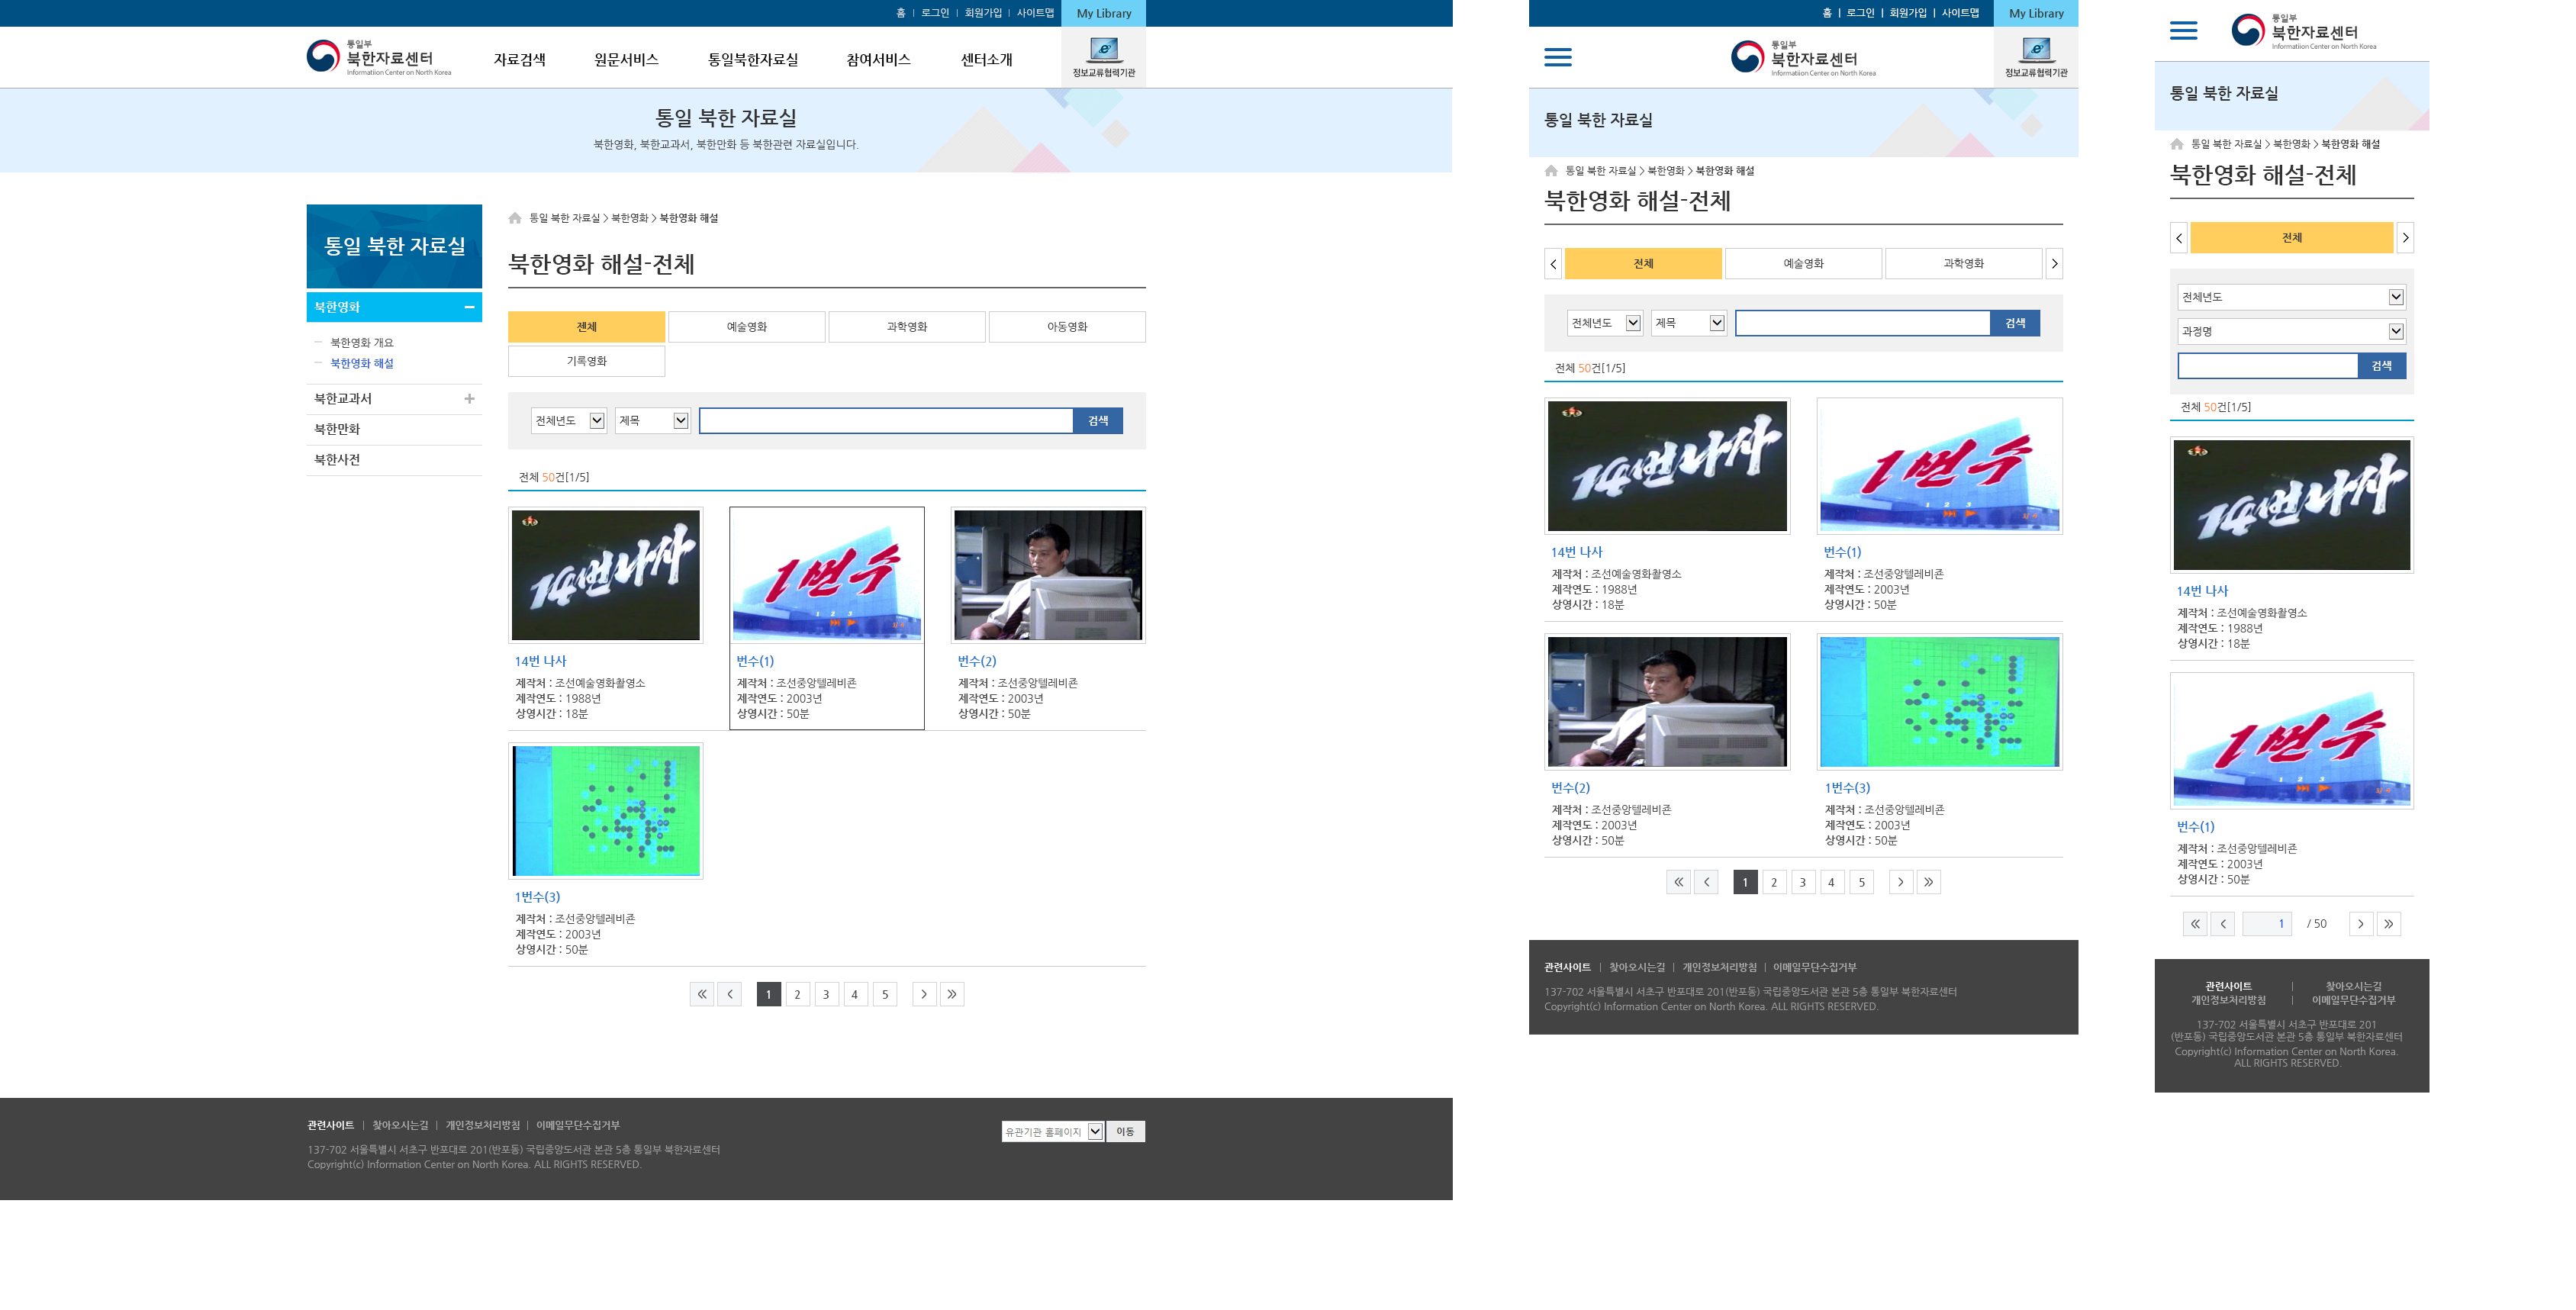 홈 | 로그인 | 회원가입 | 사이트맵
My Library
통일부
북한자료센터
Informatiion Center on North Korea
자료검색 원문서비스 통일북한자료실 참여서비스 센터소개
정보교류협력기관
통일 북한 자료실
북한영화, 북한교과서, 북한만화 등 북한관련 자료실입니다.
통일 북한 자료실
북한영화
북한영화 개요
북한영화 해설
북한교과서
북한만화
북한사전
통일 북한 자료실 > 북한영화 > 북한영화 해설
북한영화 해설-전체
전체 예술영화 과학영화 아동영화
기록영화
전체년도 제목 검색
전체 50건[1/5]
14번 나사
1번수
1 2 3
14번 나사 번수(1) 번수(2)
제작처 : 조선예술영화촬영소 제작처 : 조선중앙텔레비죤 제작처 : 조선중앙텔레비죤
제작연도 : 1988년 제작연도 : 2003년 제작연도 : 2003년
상영시간 : 18분 상영시간 : 50분 상영시간 : 50분
1번수(3)
제작처 : 조선중앙텔레비죤
제작연도 : 2003년
상영시간 : 50분
1 2 3 4 5
관련사이트 | 찾아오시는길 | 개인정보처리방침 | 이메일무단수집거부
137-702 서울특별시 서초구 반포대로 201(반포동) 국립중앙도서관 본관 5층 통일부 북한자료센터
Copyright(c) Information Center on North Korea. ALL RIGHTS RESERVED.
유관기관 홈페이지 이동
홈 | 로그인 | 회원가입 | 사이트맵
My Library
통일부
북한자료센터
Informatiion Center on North Korea
정보교류협력기관
통일 북한 자료실
통일 북한 자료실 > 북한영화 > 북한영화 해설
북한영화 해설-전체
전체 예술영화 과학영화
전체년도 제목 검색
전체 50건[1/5]
14번 나사
1번수
1 2 3
14번 나사 번수(1)
제작처 : 조선예술영화촬영소 제작처 : 조선중앙텔레비죤
제작연도 : 1988년 제작연도 : 2003년
상영시간 : 18분 상영시간 : 50분
번수(2) 1번수(3)
제작처 : 조선중앙텔레비죤 제작처 : 조선중앙텔레비죤
제작연도 : 2003년 제작연도 : 2003년
상영시간 : 50분 상영시간 : 50분
1 2 3 4 5
관련사이트 | 찾아오시는길 | 개인정보처리방침 | 이메일무단수집거부
137-702 서울특별시 서초구 반포대로 201(반포동) 국립중앙도서관 본관 5층 통일부 북한자료센터
Copyright(c) Information Center on North Korea. ALL RIGHTS RESERVED.
통일부
북한자료센터
Informatiion Center on North Korea
통일 북한 자료실
통일 북한 자료실 > 북한영화 > 북한영화 해설
북한영화 해설-전체
전체
전체년도
과정명
검색
전체 50건[1/5]
14번 나사
14번 나사
제작처 : 조선예술영화촬영소
제작연도 : 1988년
상영시간 : 18분
1번수
1 2 3
번수(1)
제작처 : 조선중앙텔레비죤
제작연도 : 2003년
상영시간 : 50분
1 / 50
관련사이트 | 찾아오시는길
개인정보처리방침 | 이메일무단수집거부
137-702 서울특별시 서초구 반포대로 201
(반포동) 국립중앙도서관 본관 5층 통일부 북한자료센터
Copyright(c) Information Center on North Korea.
ALL RIGHTS RESERVED.